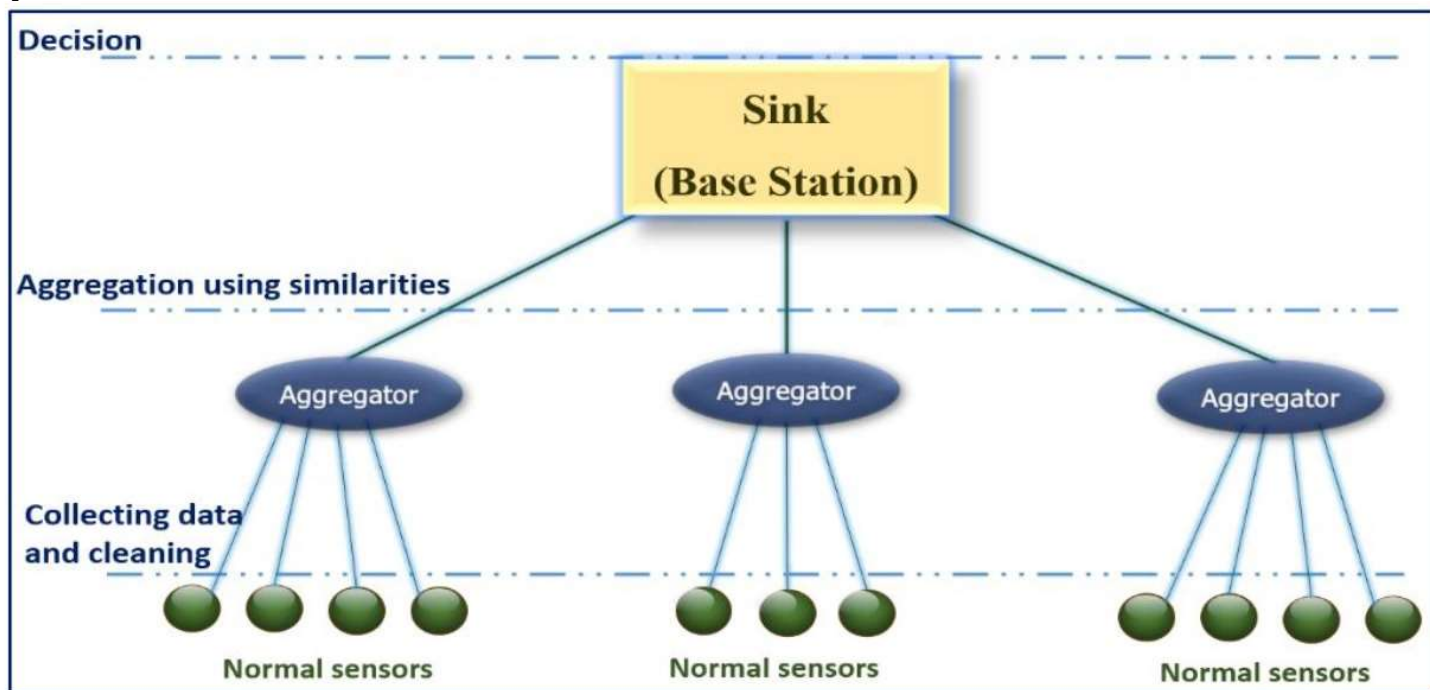 Decision
Sink
(Base Station)
Aggregation using similarities
Aggregator
Aggregator
Aggregator
Collecting data
and cleaning
Normal sensors
Normal sensors
Normal sensors